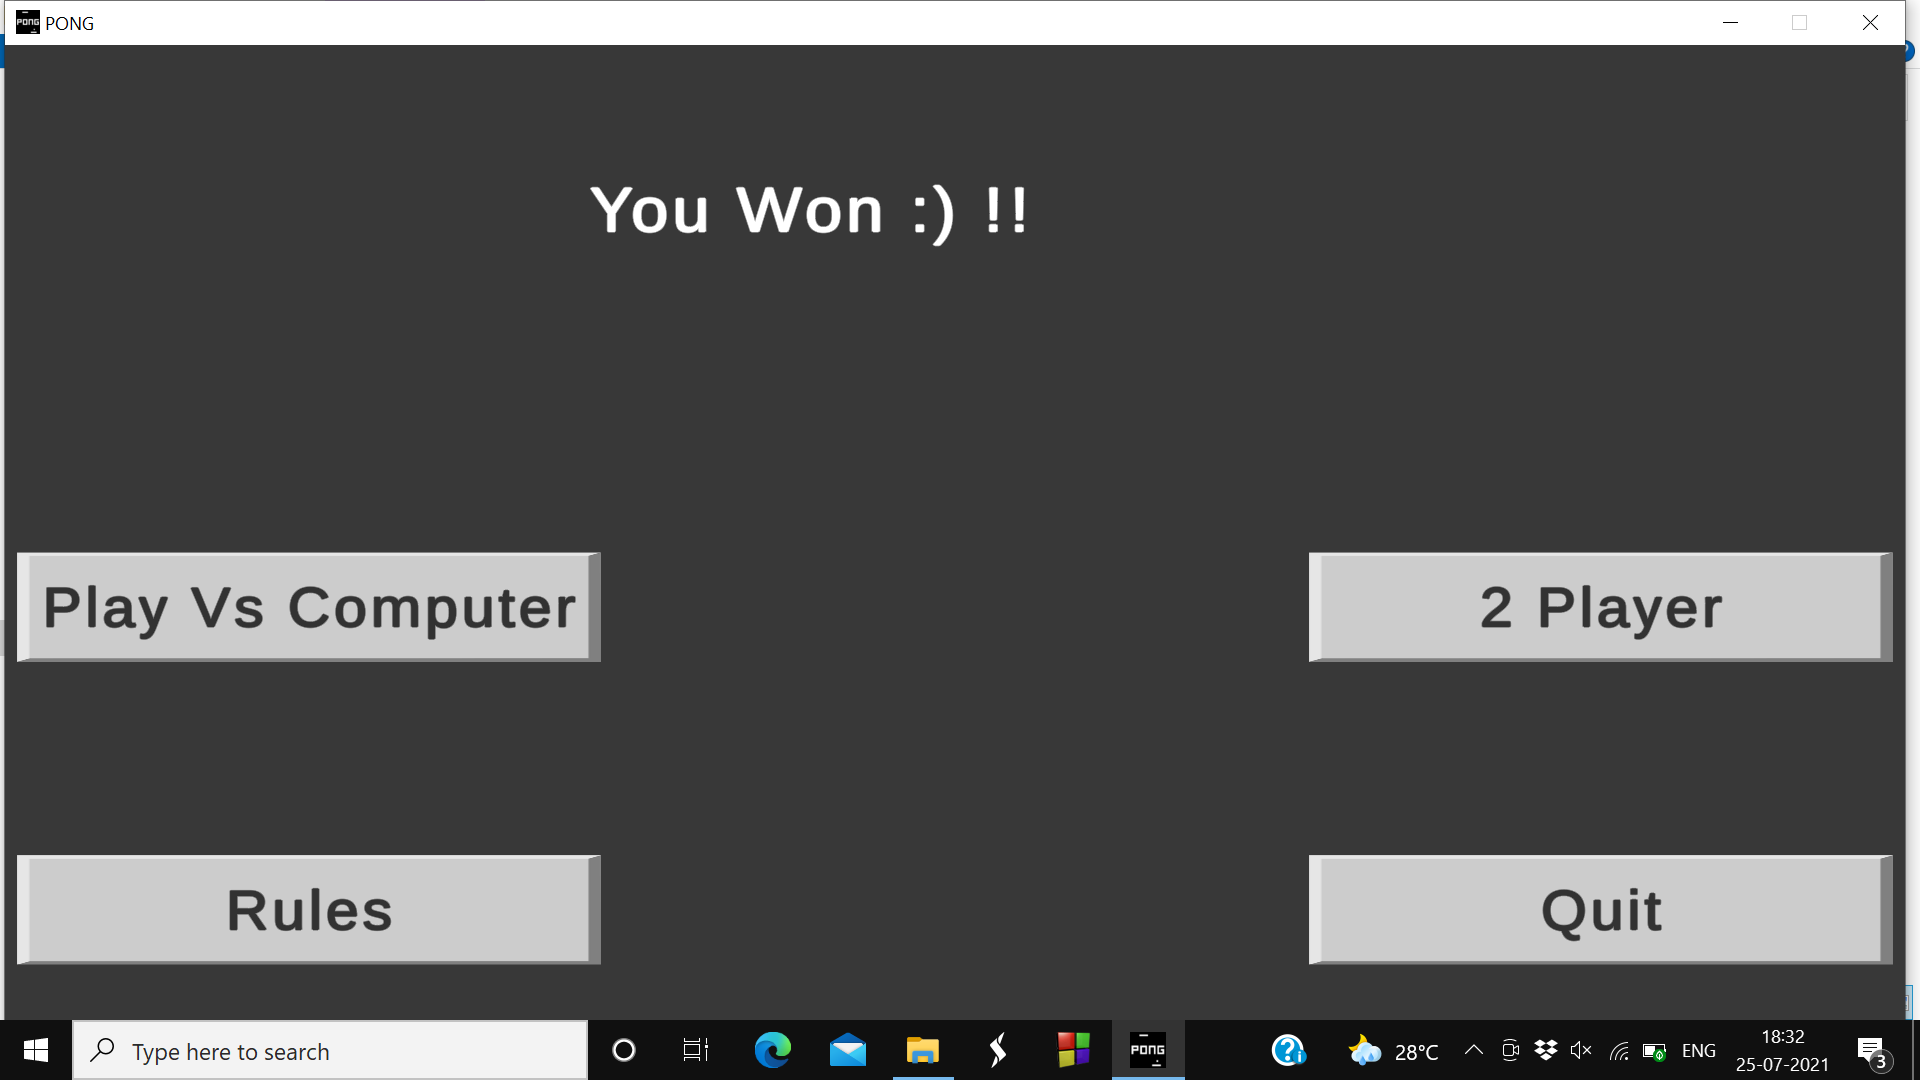 PONG
PONG
You Won :) !!
Play Vs Computer
2 Player
Rules
Quit
Type here to search
PONG
28°C
ENG
18:32
25-07-2021
3